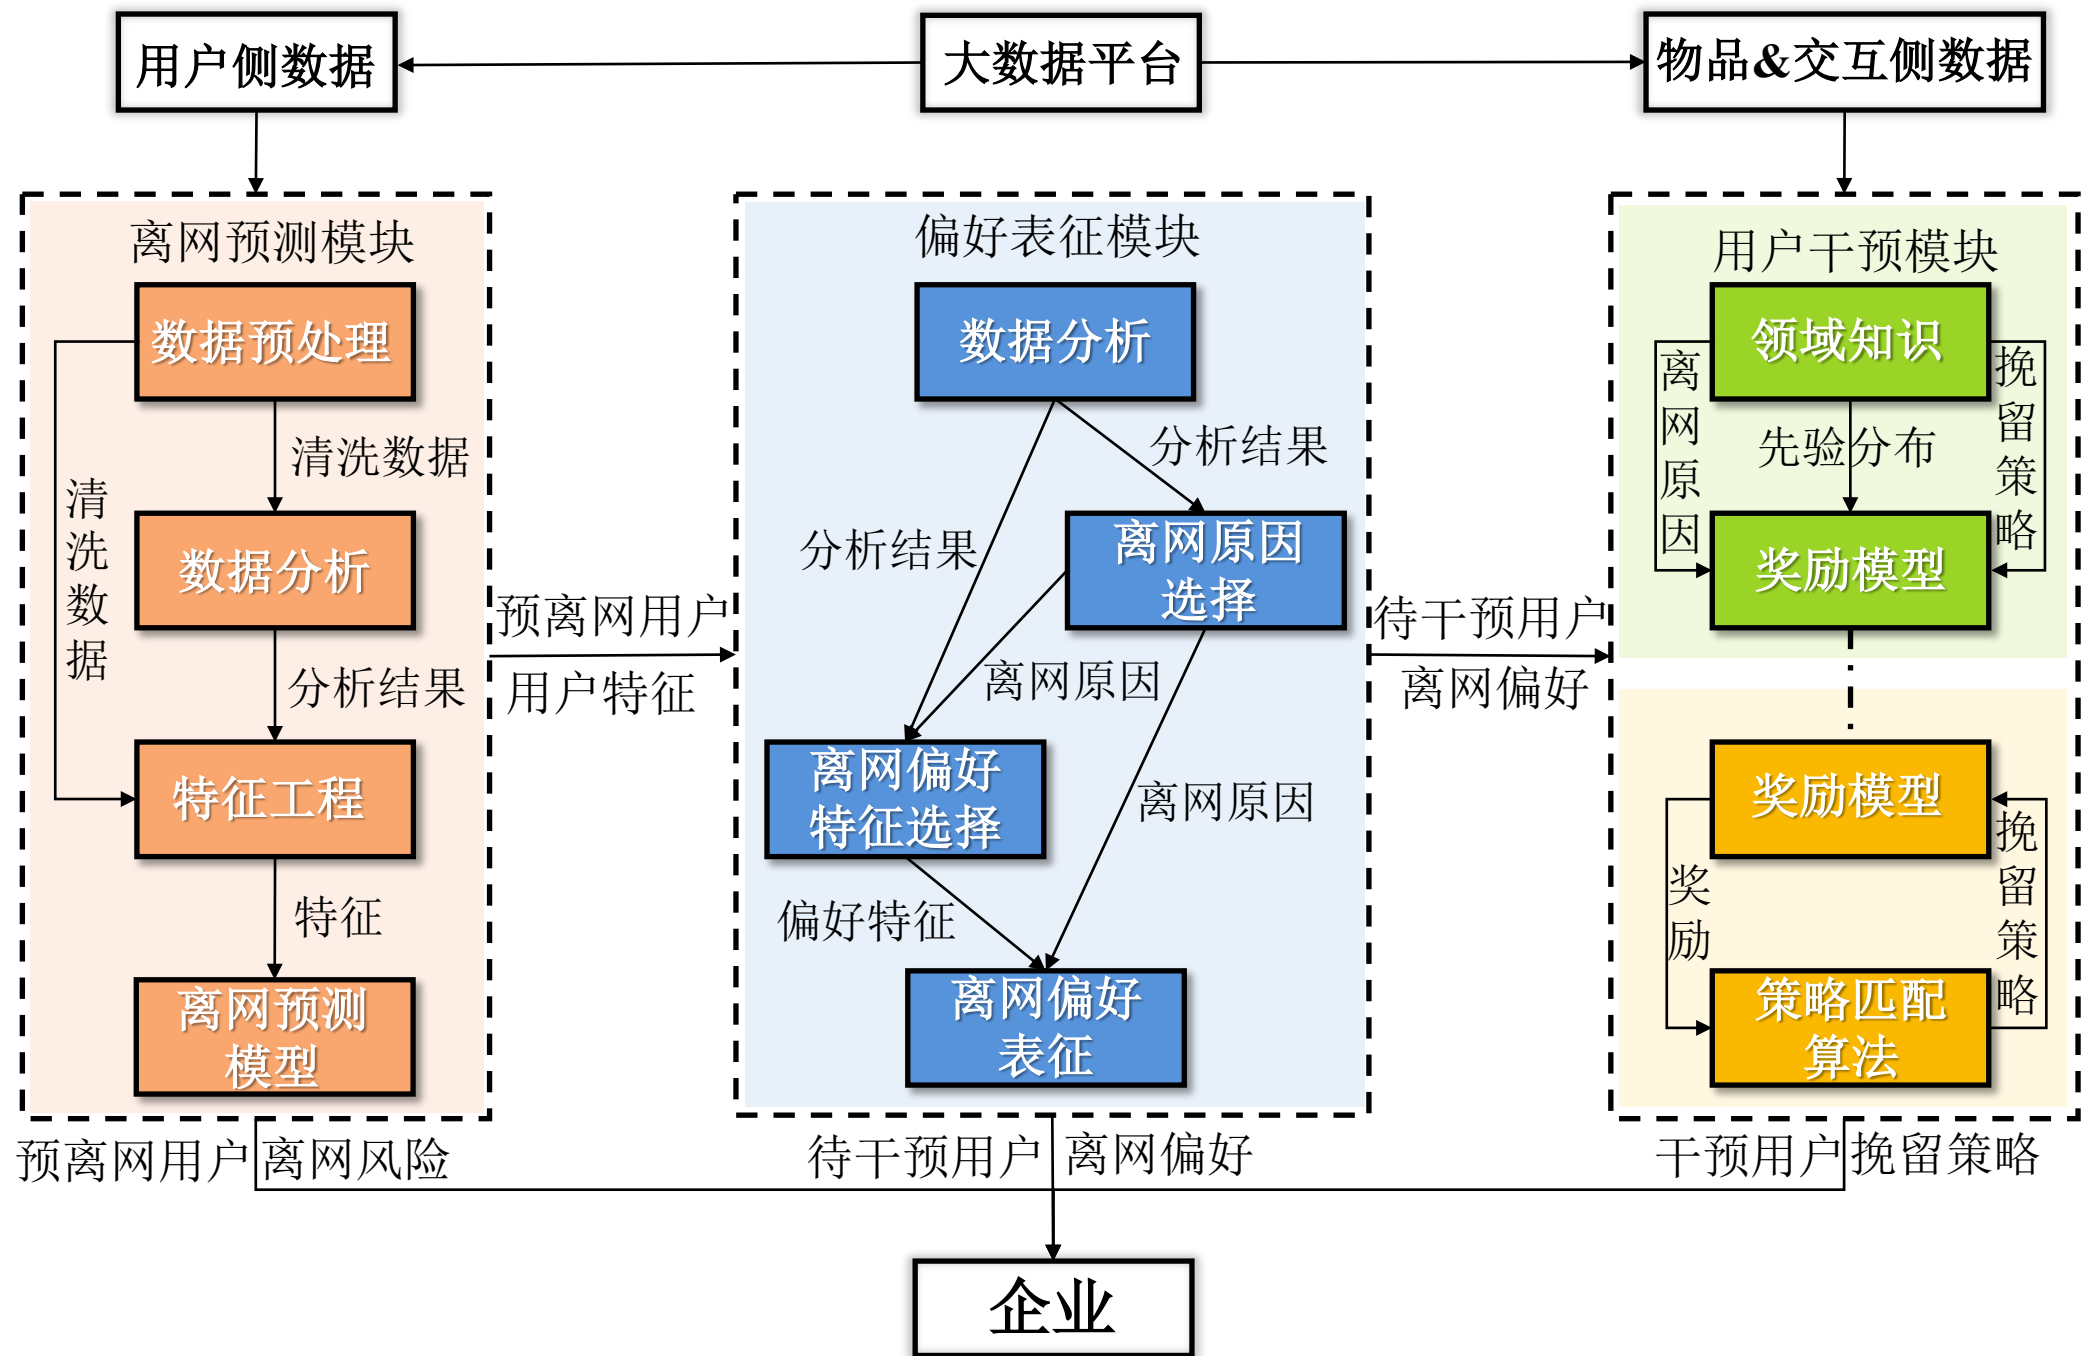 用户侧数据
大数据平台
物品&交互侧数据
离网预测模块
数据预处理
清洗数据
清洗数据
数据分析
分析结果
特征工程
特征
离网预测
模型
预离网用户
用户特征
偏好表征模块
数据分析
分析结果
分析结果
离网原因
选择
离网原因
离网偏好
特征选择
离网原因
偏好特征
离网偏好
表征
待干预用户
离网偏好
用户干预模块
领域知识
离网原因
先验分布
挽留策略
奖励模型
奖励模型
奖励
挽留策略
策略匹配
算法
预离网用户 离网风险
待干预用户 离网偏好
干预用户 挽留策略
企业